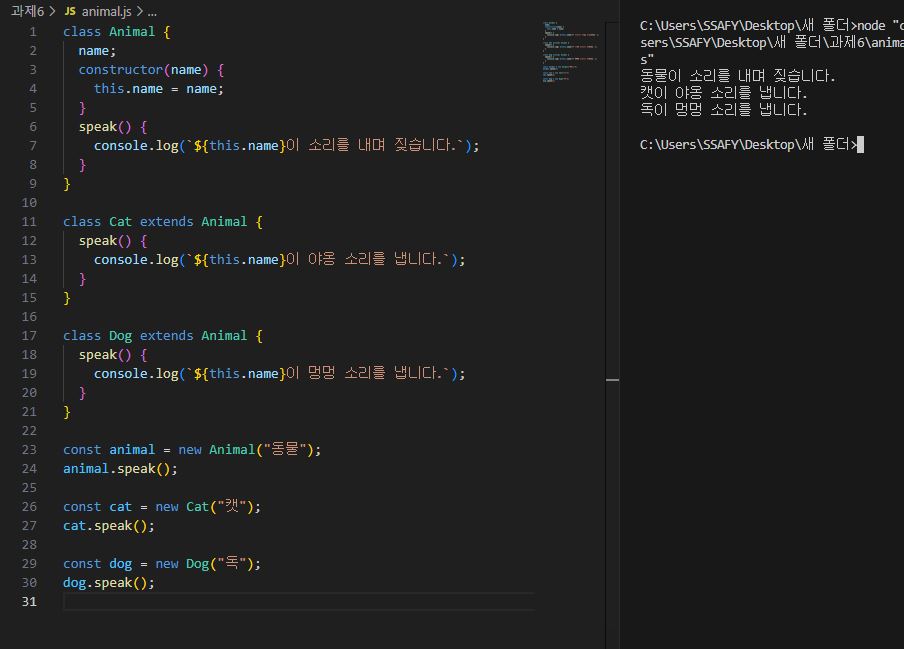 과제6 > JS animal.js > ...
1 class Animal {
2 name;
3 constructor(name) {
4 this.name = name;
5 }
6 speak() {
7 console.log(`${this.name}이 소리를 내며 짖습니다.`);
8 }
9 }
10
11 class Cat extends Animal {
12 speak() {
13 console.log(`${this.name}이 야옹 소리를 냅니다.`);
14 }
15 }
16
17 class Dog extends Animal {
18 speak() {
19 console.log(`${this.name}이 멍멍 소리를 냅니다.`);
20 }
21 }
22
23 const animal = new Animal("동물");
24 animal.speak();
25
26 const cat = new Cat("캣");
27 cat.speak();
28
29 const dog = new Dog("독");
30 dog.speak();
31
C:\Users\SSAFY\Desktop\새 폴더>node "c
sers\SSAFY\Desktop\새 폴더\과제6\anima
s"
동물이 소리를 내며 짖습니다.
캣이 야옹 소리를 냅니다.
독이 멍멍 소리를 냅니다.
C:\Users\SSAFY\Desktop\새 폴더>